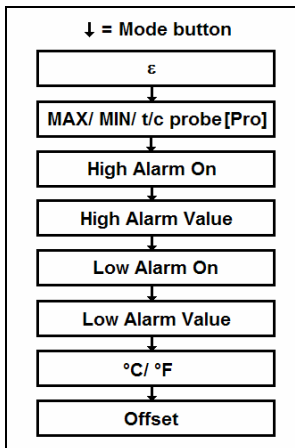 ↓ = Mode button
ε
MAX/ MIN/ t/c probe [Pro]
High Alarm On
High Alarm Value
Low Alarm On
Low Alarm Value
°C/ °F
Offset